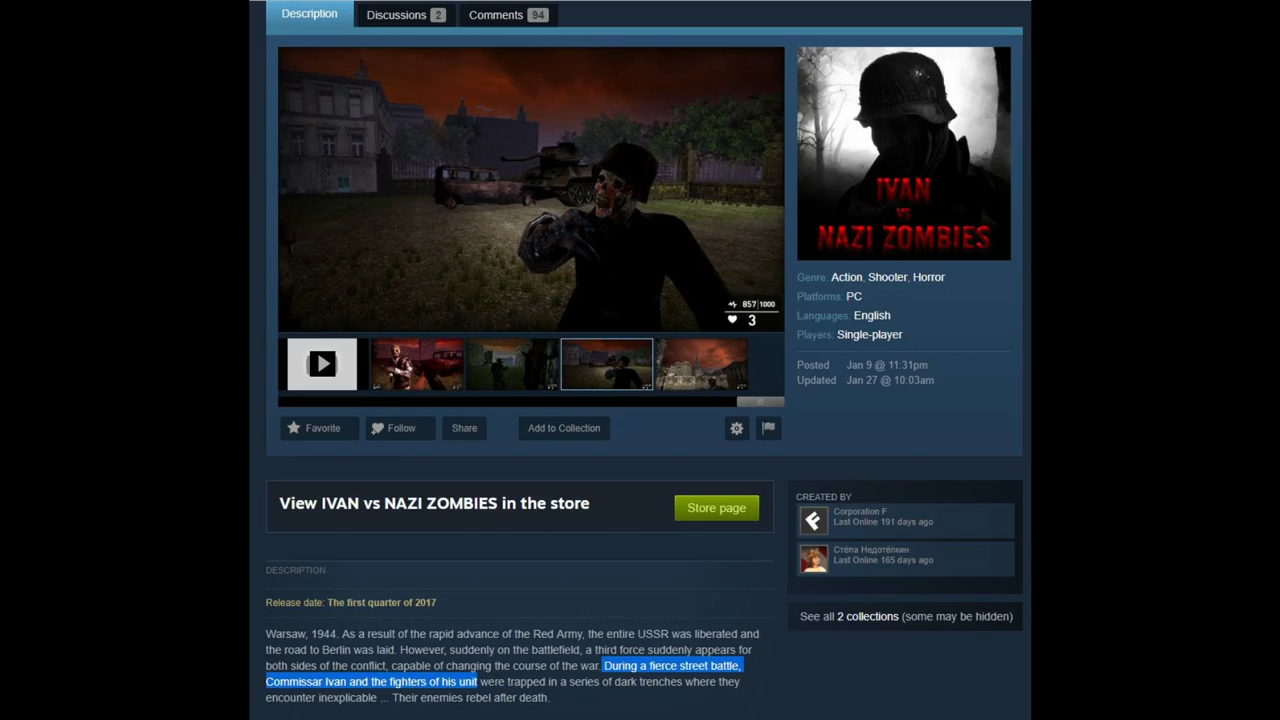 Description
Discussions 2
Comments 94
857 1000
3
IVAN
vs
NAZI ZOMBIES
Genre: Action, Shooter, Horror
Platforms: PC
Languages: English
Players: Single-player
Posted Jan 9 @ 11:31pm
Updated Jan 27 @ 10:03am
Favorite
Follow
Share
Add to Collection
View IVAN vs NAZI ZOMBIES in the store
Store page
CREATED BY
Corporation F
Last Online 191 days ago
Стёпа Недотёпкин
Last Online 165 days ago
See all 2 collections (some may be hidden)
DESCRIPTION
Release date: The first quarter of 2017
Warsaw, 1944. As a result of the rapid advance of the Red Army, the entire USSR was liberated and
the road to Berlin was laid. However, suddenly on the battlefield, a third force suddenly appears for
both sides of the conflict, capable of changing the course of the war. During a fierce street battle,
Commissar Ivan and the fighters of his unit were trapped in a series of dark trenches where they
encounter inexplicable ... Their enemies rebel after death.